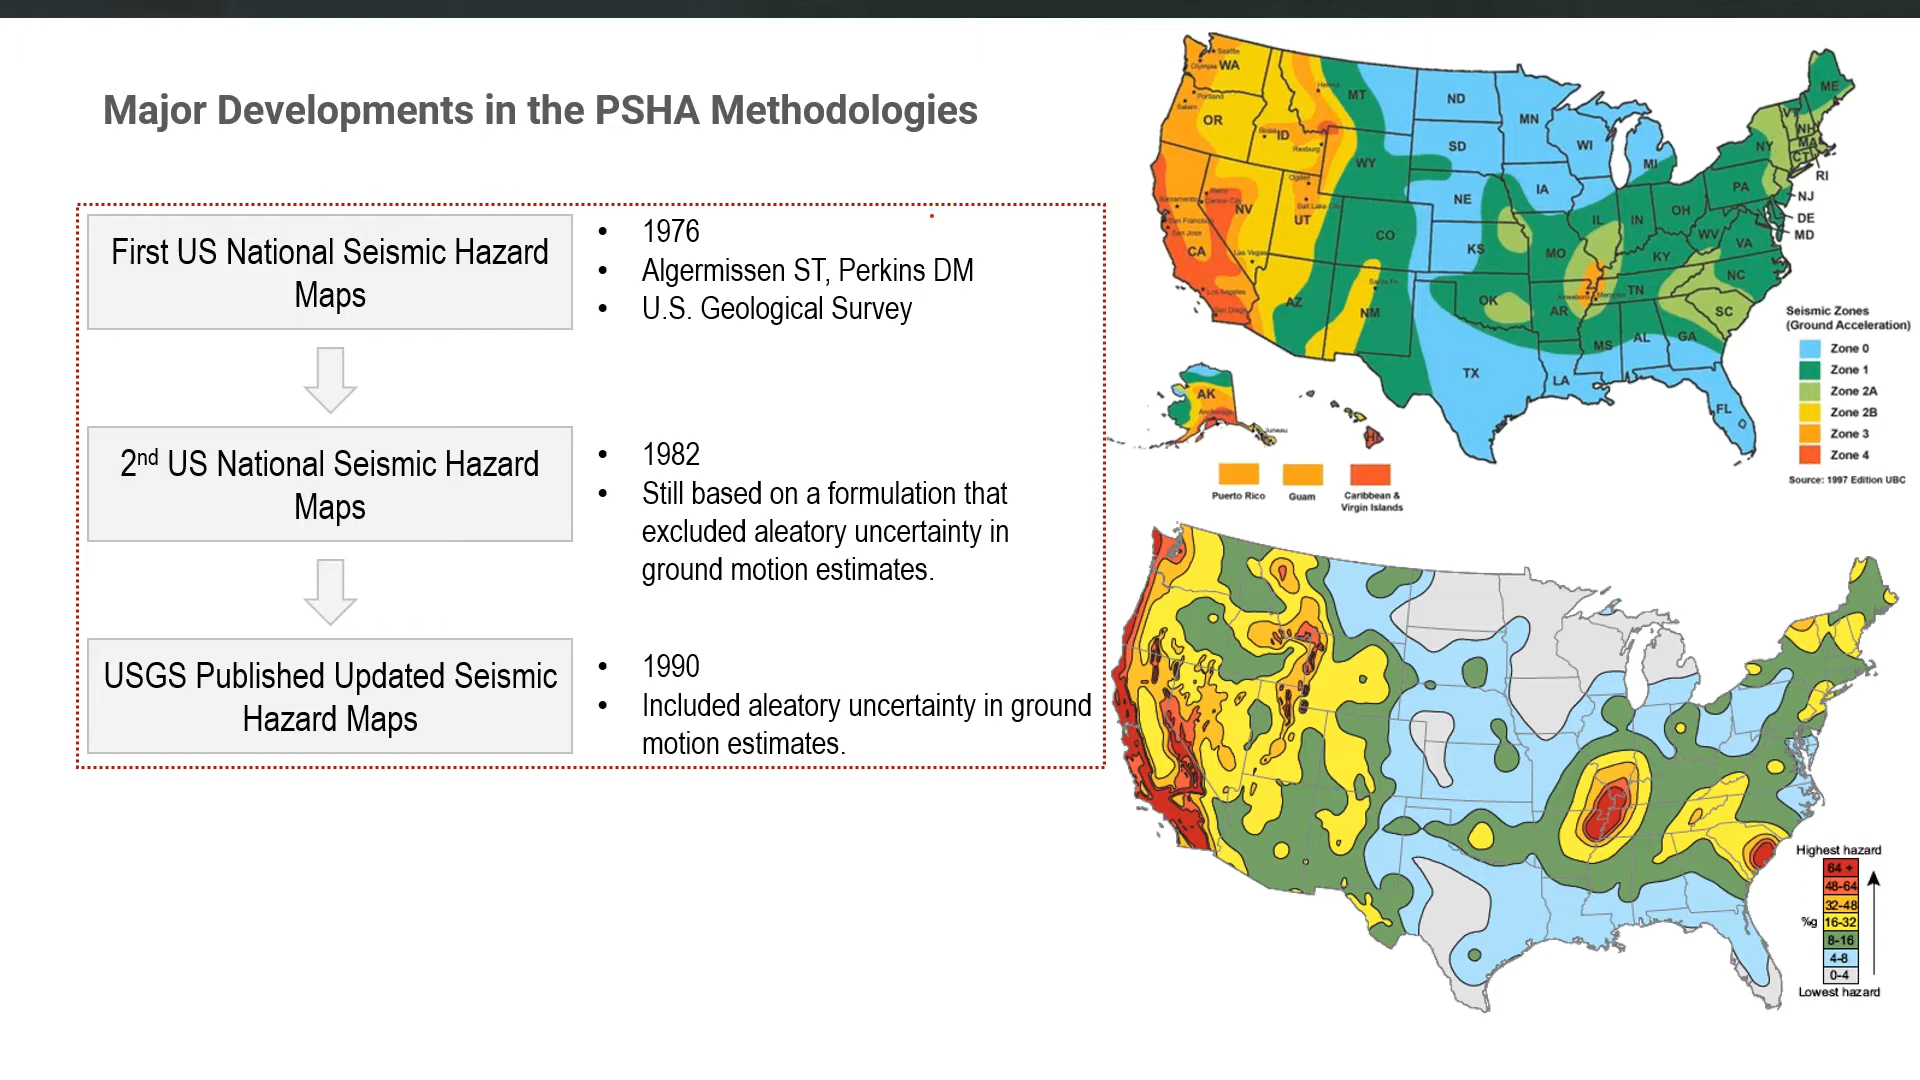 Major Developments in the PSHA Methodologies
First US National Seismic Hazard
Maps
• 1976
• Algermissen ST, Perkins DM
• U.S. Geological Survey
2nd US National Seismic Hazard
Maps
• 1982
• Still based on a formulation that
excluded aleatory uncertainty in
ground motion estimates.
USGS Published Updated Seismic
Hazard Maps
• 1990
• Included aleatory uncertainty in ground
motion estimates.
Seattle
Olympia
WA
Portland
Salem
OR
Boise
ID
Rexburg
Helena
MT
ND
MN
WI
MI
SD
WY
IA
NE
Ogden
Salt Lake City
UT
Reno
Carson City
NV
Sacramento
San Francisco
San Jose
CA
Las Vegas
Los Angeles
San Diego
AZ
Santa Fe
NM
CO
KS
MO
IL
IN
OH
PA
NY
VT
NH
MA
CT
RI
NJ
DE
MD
ME
WV
VA
KY
NC
TN
Memphis
OK
AR
SC
MS
AL
GA
TX
LA
FL
AK
Anchorage
Juneau
HI
Puerto Rico
Guam
Caribbean &
Virgin Islands
Seismic Zones
(Ground Acceleration)
Zone 0
Zone 1
Zone 2A
Zone 2B
Zone 3
Zone 4
Source: 1997 Edition UBC
Highest hazard
64 +
48-64
32-48
%g
16-32
8-16
4-8
0-4
Lowest hazard